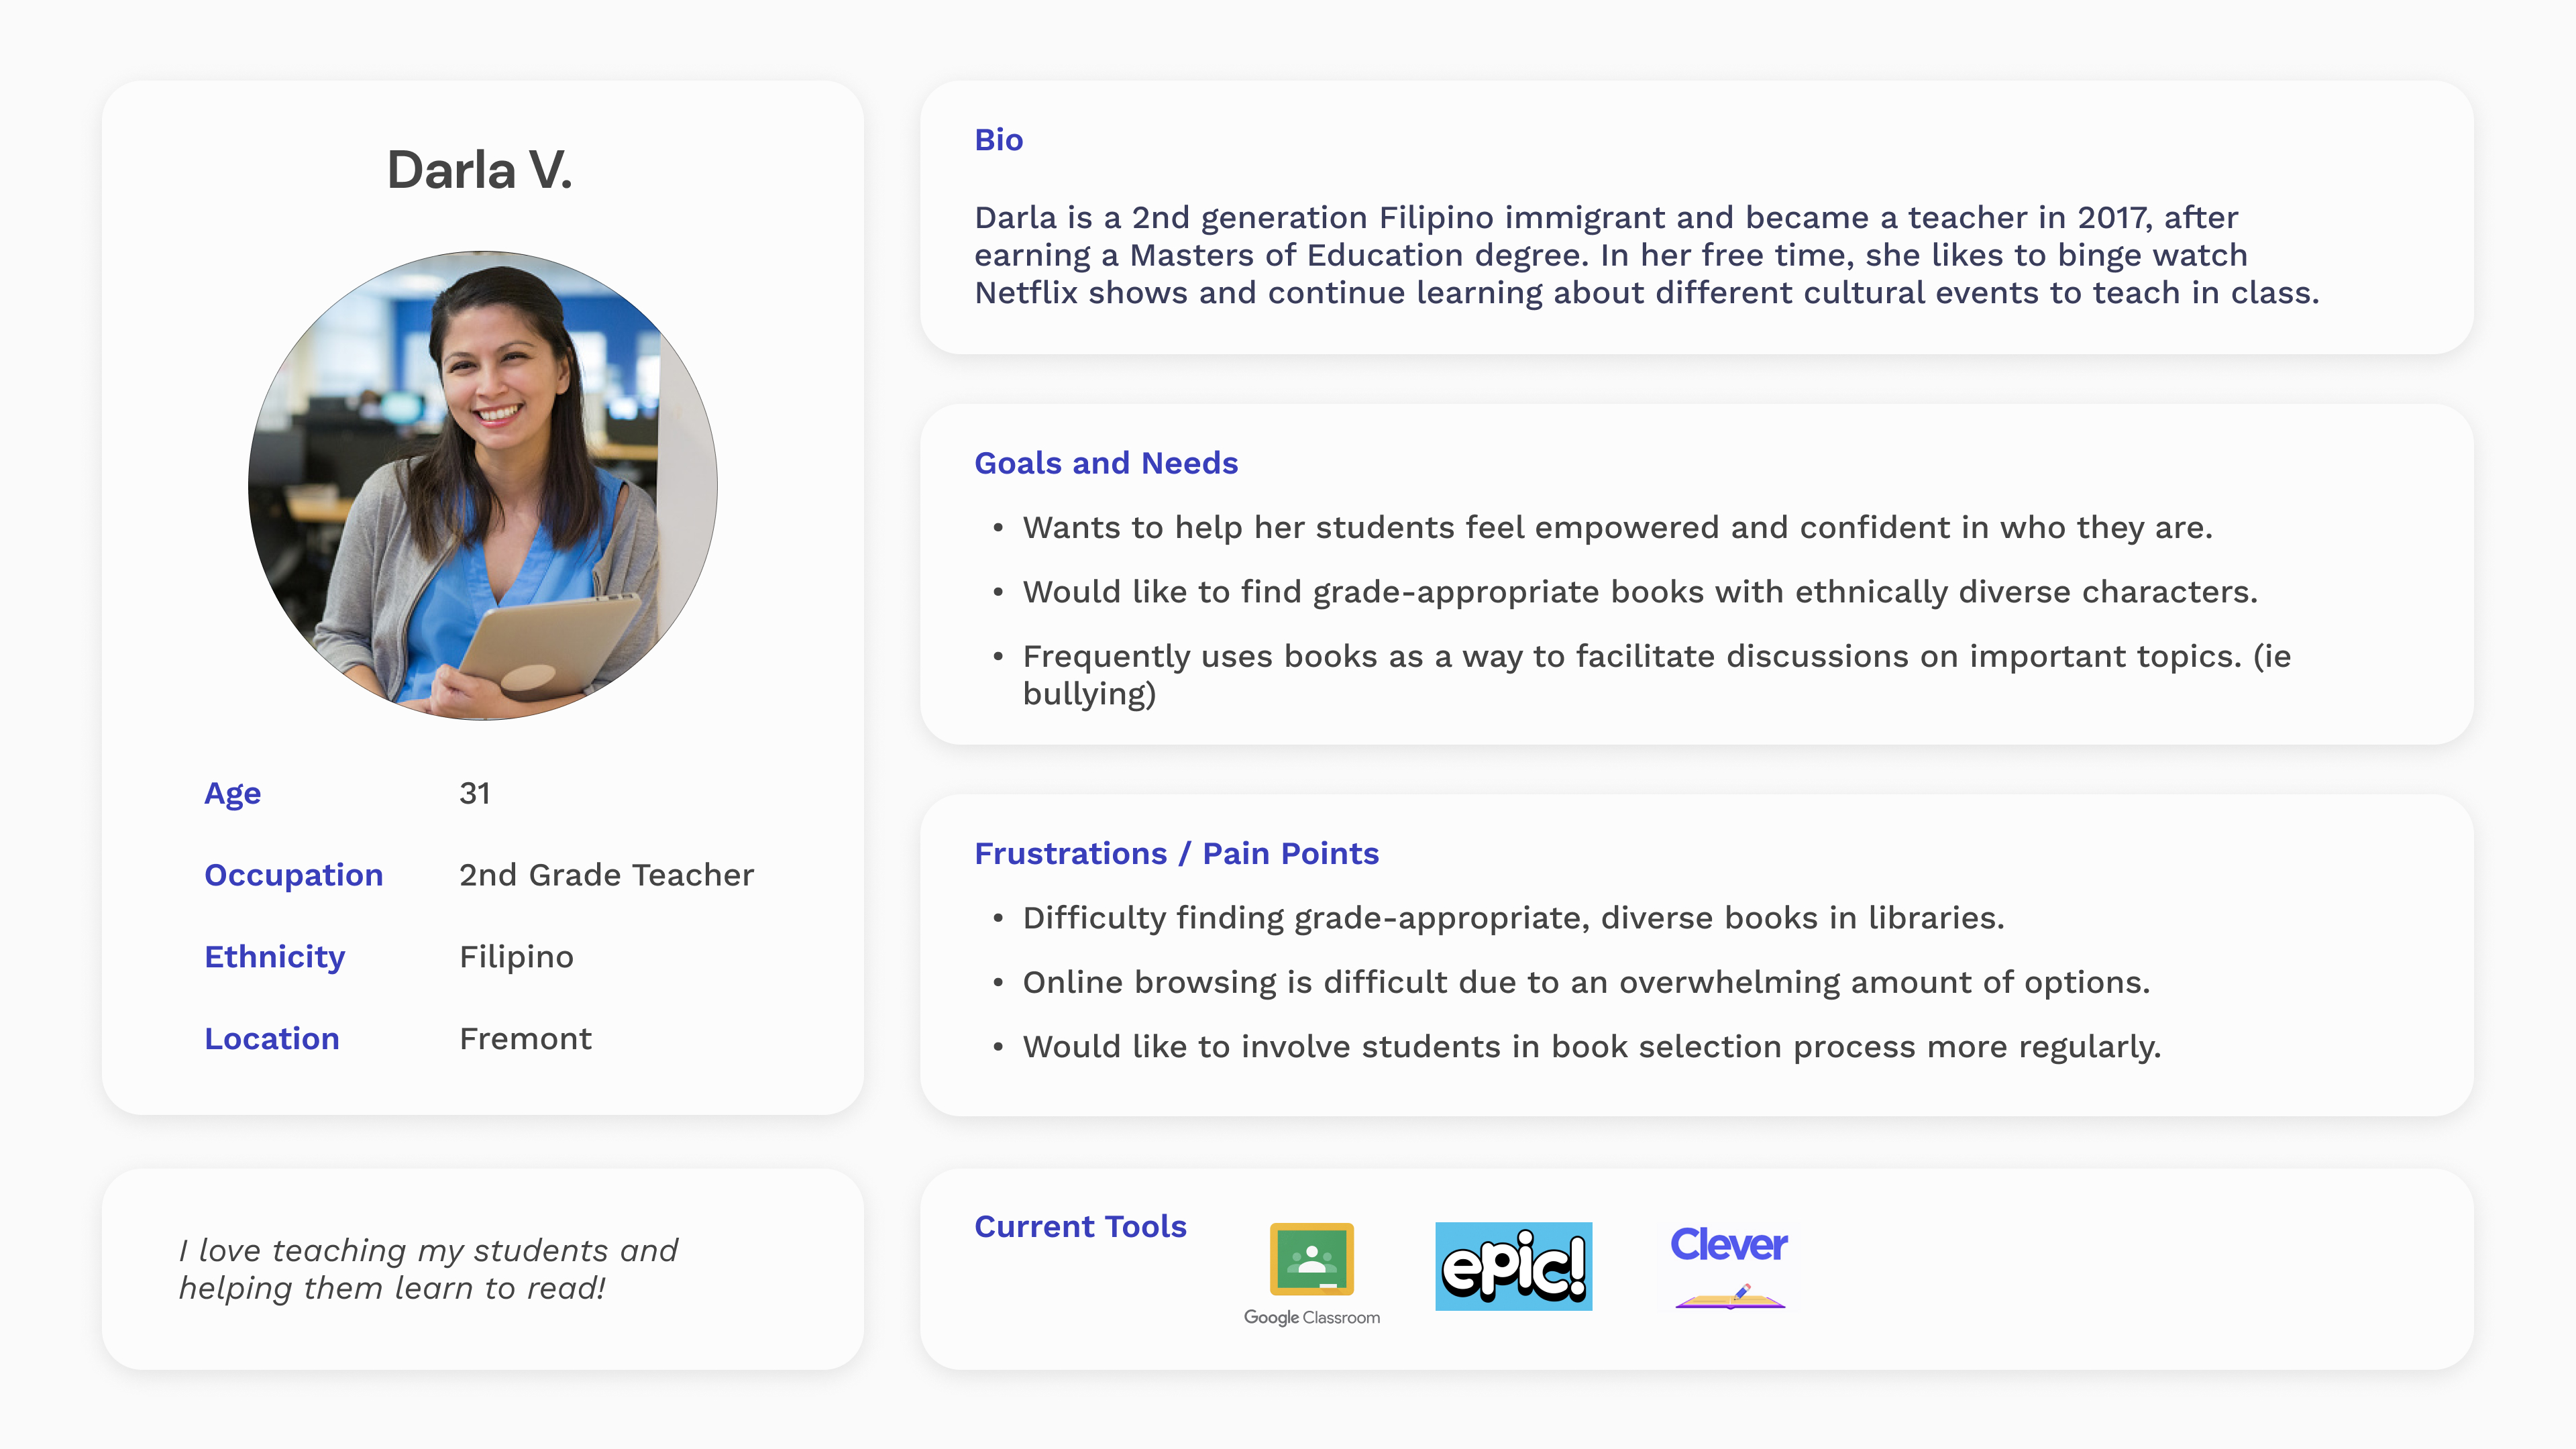 Darla V.
Age 31
Occupation 2nd Grade Teacher
Ethnicity Filipino
Location Fremont
I love teaching my students and
helping them learn to read!
Bio
Darla is a 2nd generation Filipino immigrant and became a teacher in 2017, after
earning a Masters of Education degree. In her free time, she likes to binge watch
Netflix shows and continue learning about different cultural events to teach in class.
Goals and Needs
• Wants to help her students feel empowered and confident in who they are.
• Would like to find grade-appropriate books with ethnically diverse characters.
• Frequently uses books as a way to facilitate discussions on important topics. (ie
bullying)
Frustrations / Pain Points
• Difficulty finding grade-appropriate, diverse books in libraries.
• Online browsing is difficult due to an overwhelming amount of options.
• Would like to involve students in book selection process more regularly.
Current Tools
Google Classroom
epic!
Clever